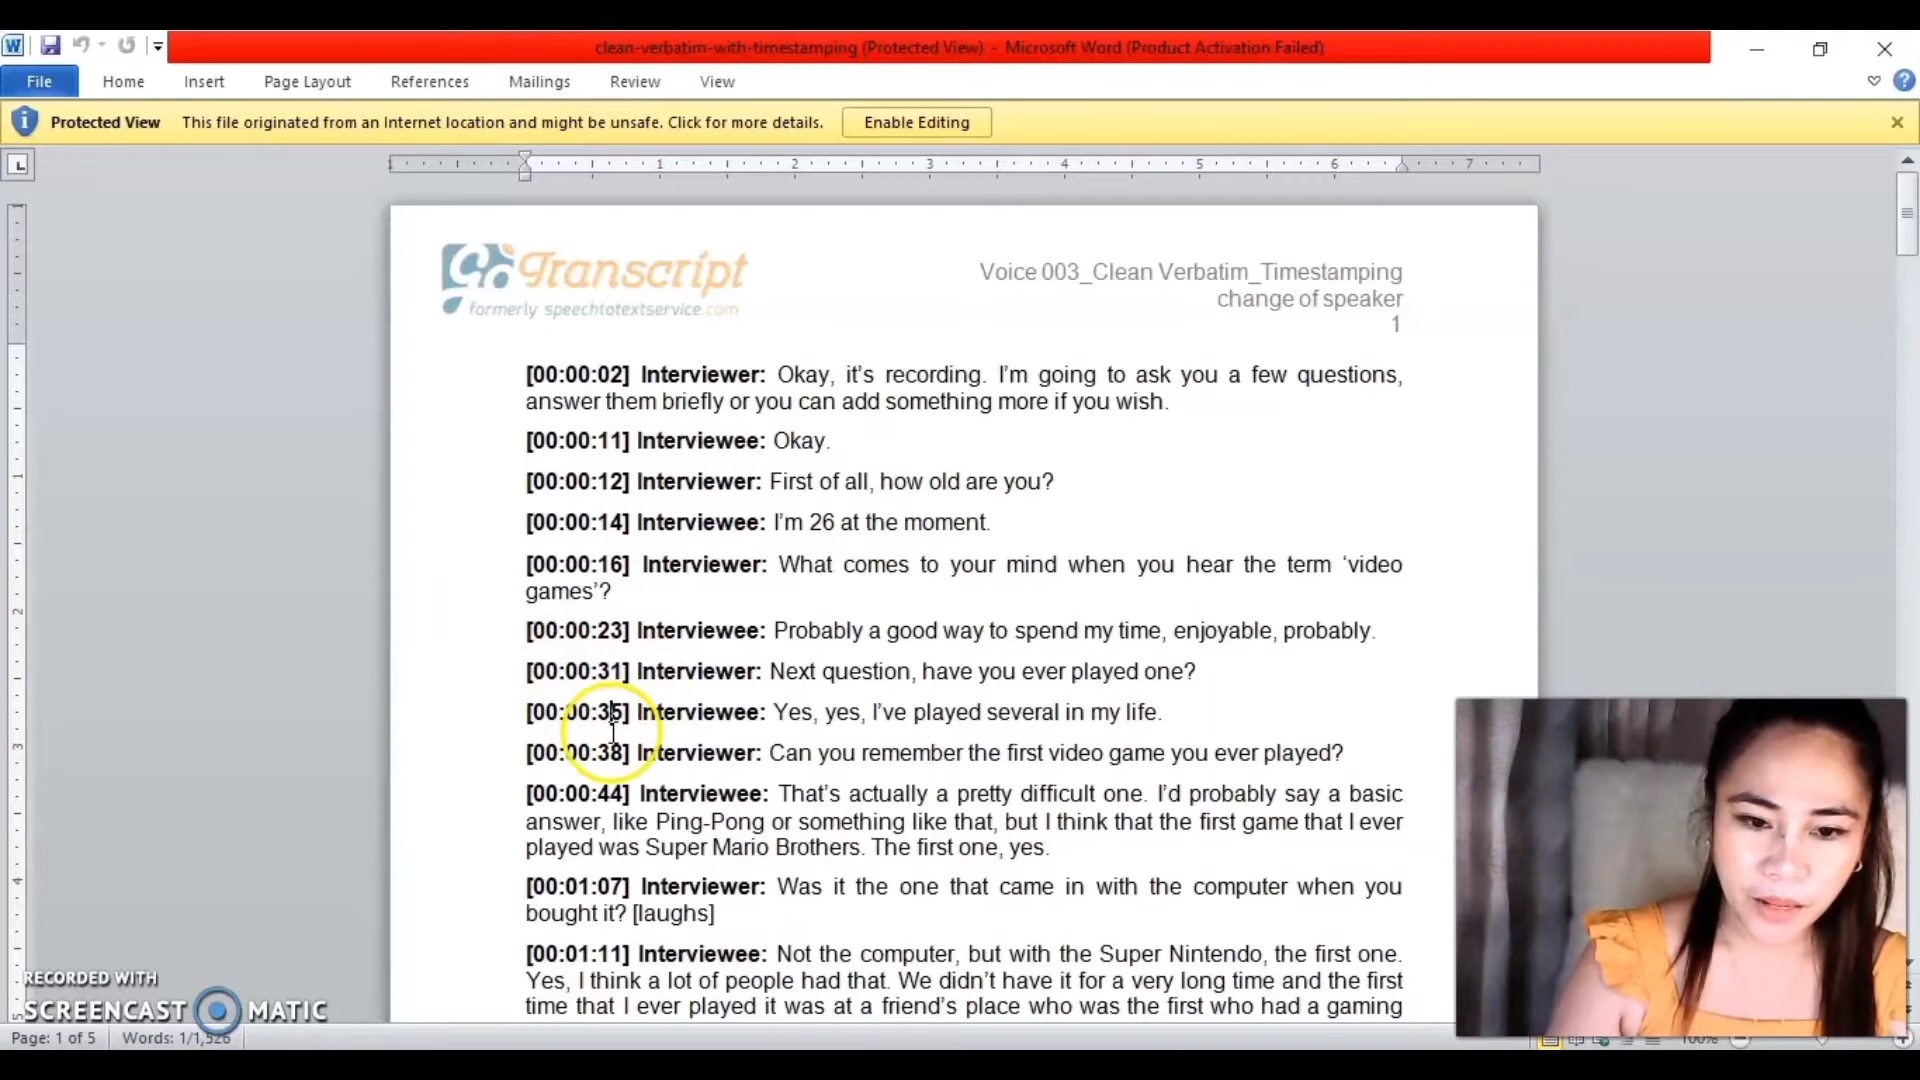 clean-verbatim-with-timestamping (Protected View) - Microsoft Word (Product Activation Failed)
File Home Insert Page Layout References Mailings Review View
Protected View This file originated from an Internet location and might be unsafe. Click for more details. Enable Editing
1 1 2 3 4 5 6 7
GoTranscript
formerly speechtotextservice.com
Voice 003_Clean Verbatim_Timestamping
change of speaker
1
[00:00:02] Interviewer: Okay, it’s recording. I’m going to ask you a few questions,
answer them briefly or you can add something more if you wish.
[00:00:11] Interviewee: Okay.
[00:00:12] Interviewer: First of all, how old are you?
[00:00:14] Interviewee: I’m 26 at the moment.
[00:00:16] Interviewer: What comes to your mind when you hear the term ‘video
games’?
[00:00:23] Interviewee: Probably a good way to spend my time, enjoyable, probably.
[00:00:31] Interviewer: Next question, have you ever played one?
[00:00:35] Interviewee: Yes, yes, I’ve played several in my life.
[00:00:38] Interviewer: Can you remember the first video game you ever played?
[00:00:44] Interviewee: That’s actually a pretty difficult one. I’d probably say a basic
answer, like Ping-Pong or something like that, but I think that the first game that I ever
played was Super Mario Brothers. The first one, yes.
[00:01:07] Interviewer: Was it the one that came in with the computer when you
bought it? [laughs]
[00:01:11] Interviewee: Not the computer, but with the Super Nintendo, the first one.
Yes, I think a lot of people had that. We didn’t have it for a very long time and the first
time that I ever played it was at a friend’s place who was the first who had a gaming
RECORDED WITH
SCREENCAST MATIC
Page: 1 of 5 Words: 1/1,526 100%